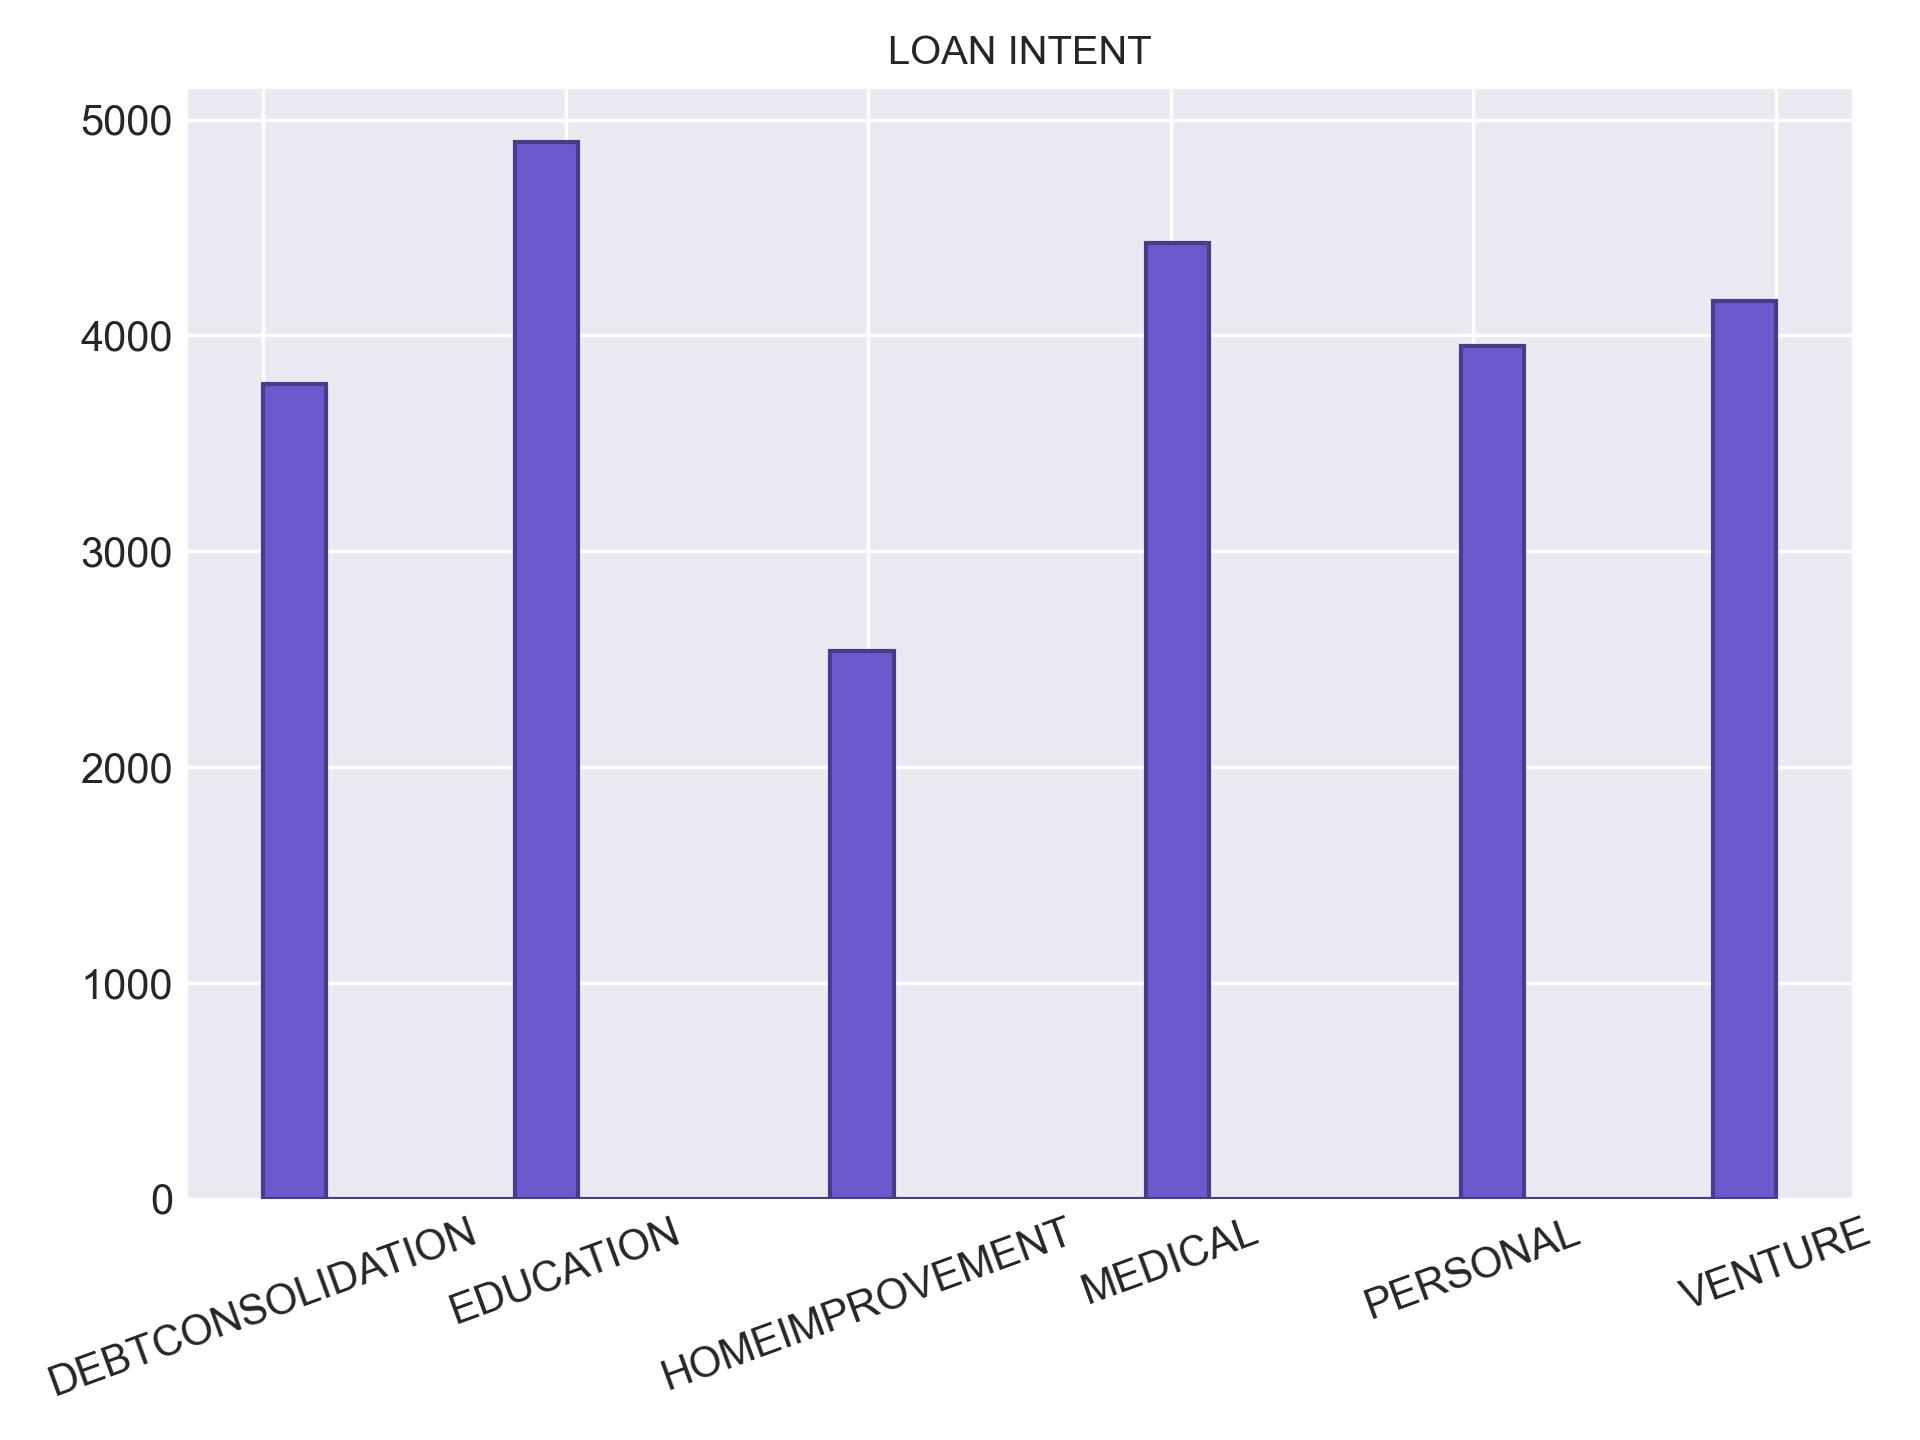 LOAN INTENT
5000
4000
3000
2000
1000
0
DEBTCONSOLIDATION
EDUCATION
HOMEIMPROVEMENT
MEDICAL
PERSONAL
VENTURE